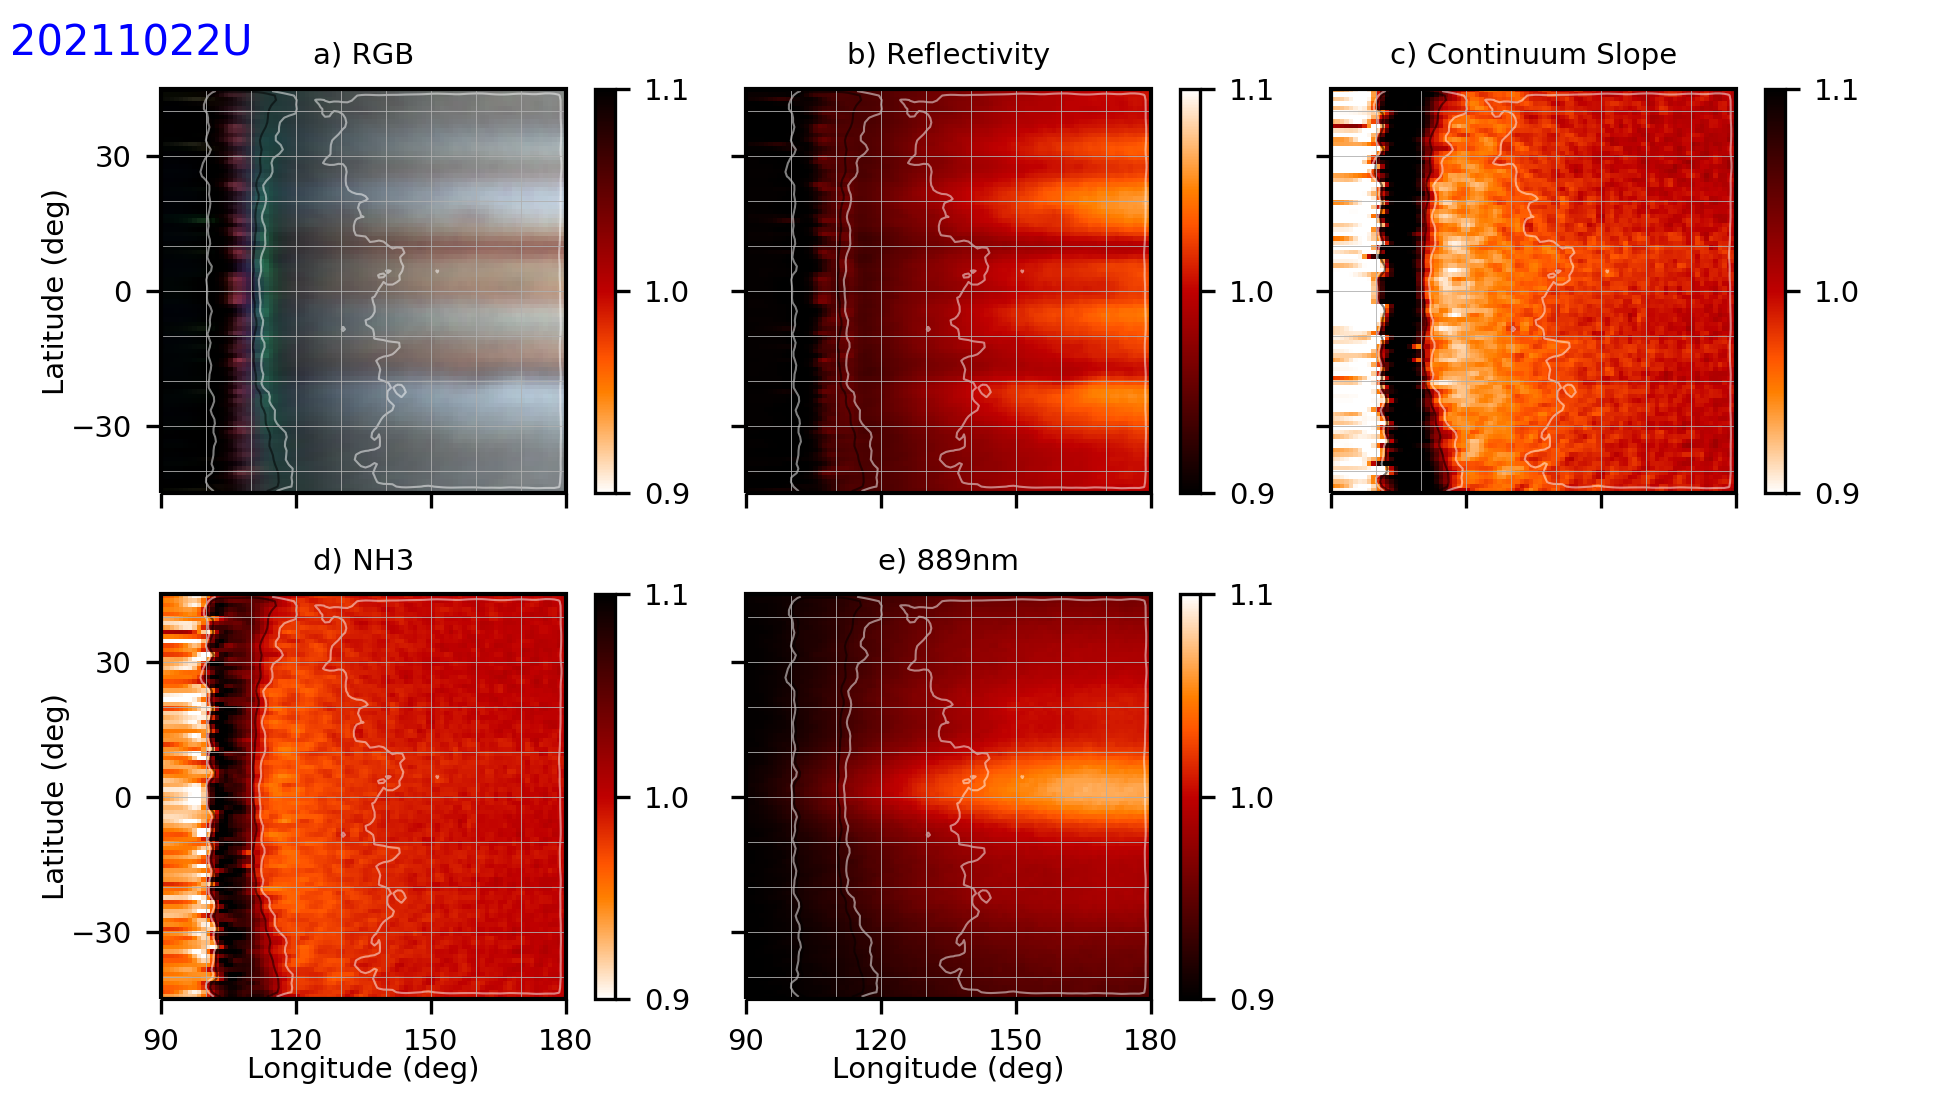 20211022U
a) RGB
b) Reflectivity
c) Continuum Slope
Latitude (deg)
30
0
−30
1.1
1.0
0.9
1.1
1.0
0.9
1.1
1.0
0.9
d) NH3
e) 889nm
Latitude (deg)
30
0
−30
1.1
1.0
0.9
1.1
1.0
0.9
90 120 150 180
90 120 150 180
Longitude (deg)
Longitude (deg)